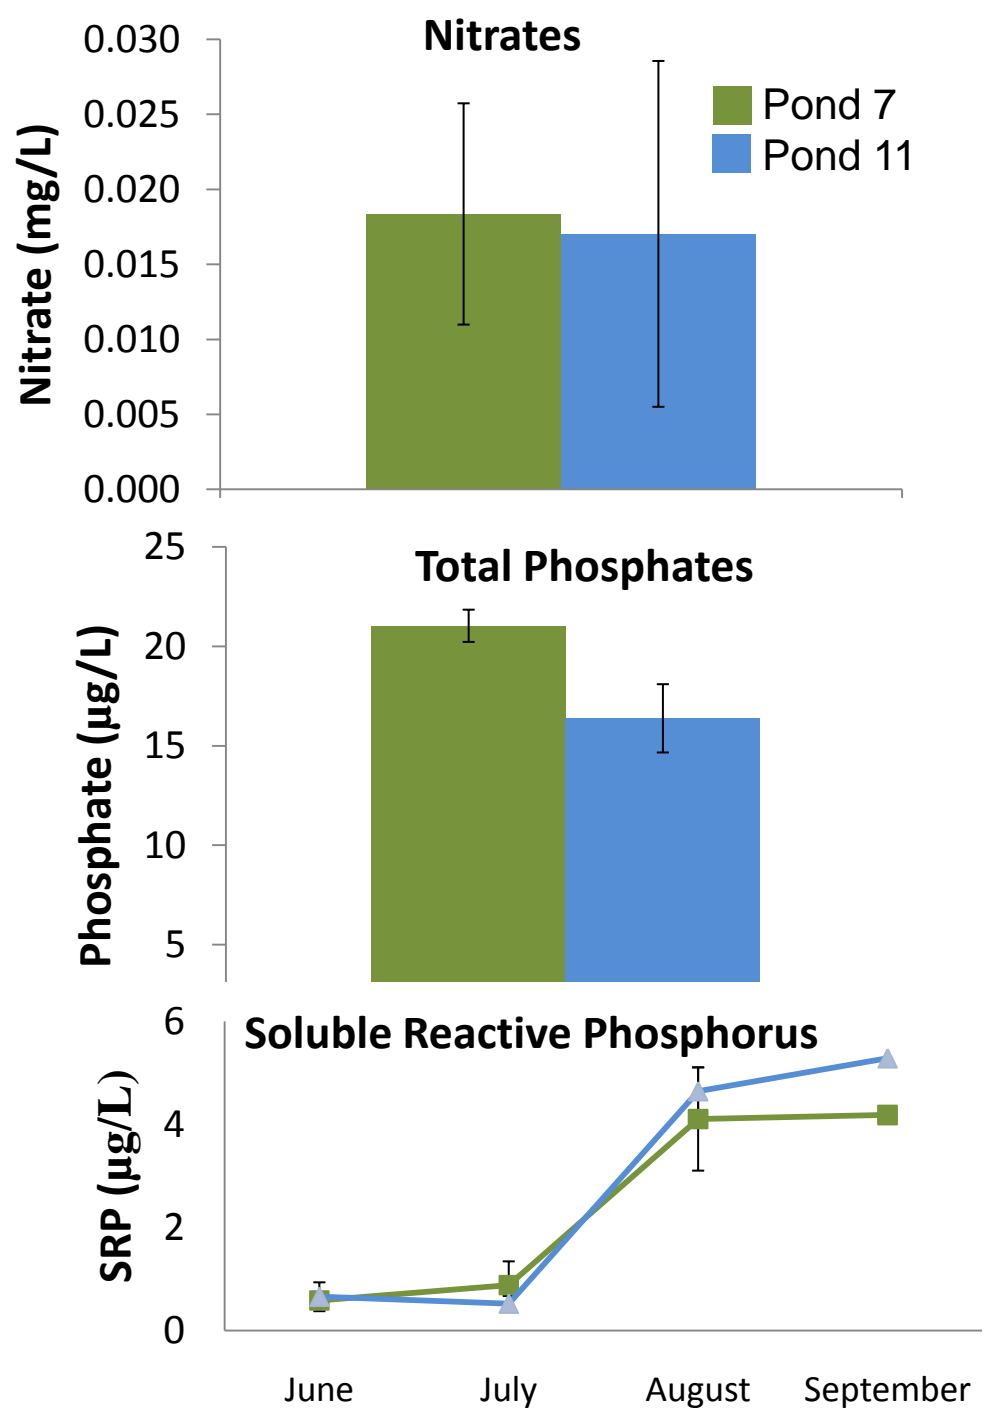 Nitrates
Nitrate (mg/L)
0.030
0.025
0.020
0.015
0.010
0.005
0.000
Pond 7
Pond 11
Total Phosphates
Phosphate (µg/L)
25
20
15
10
5
Soluble Reactive Phosphorus
SRP (µg/L)
6
4
2
0
June July August September